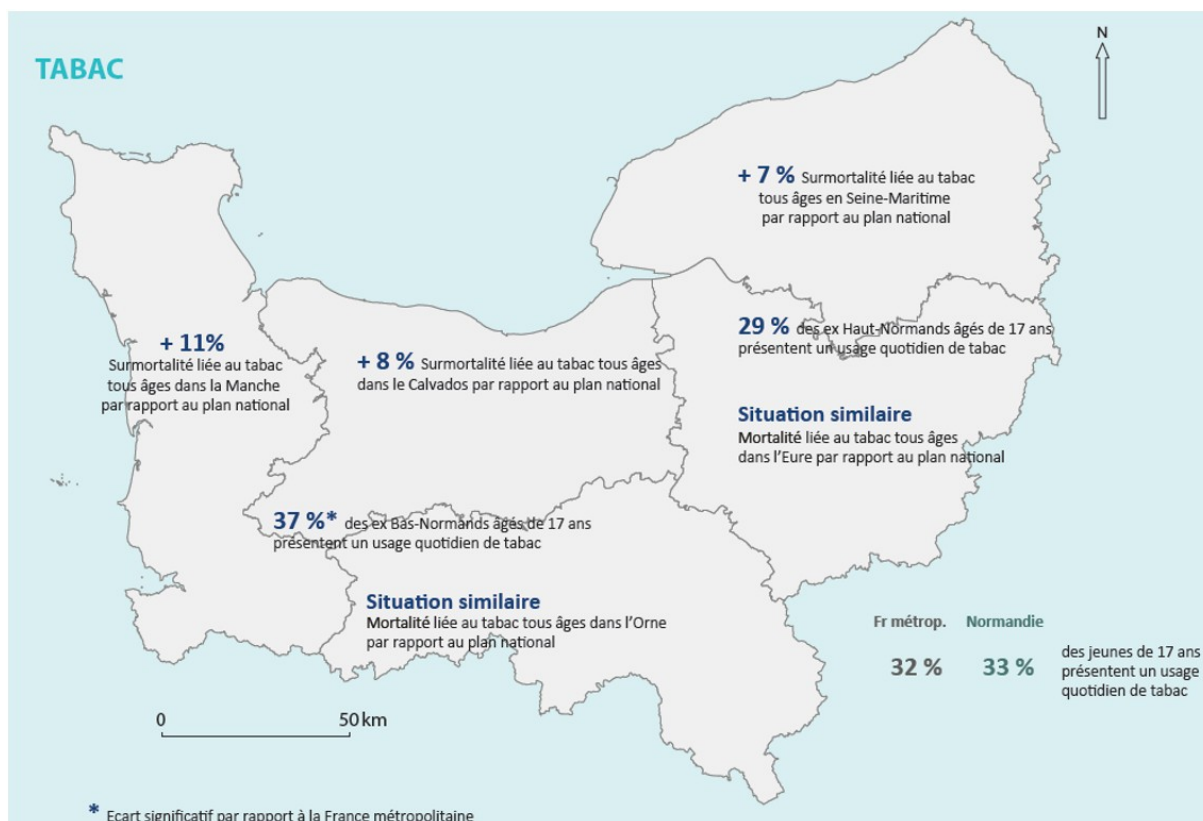 TABAC
N
+ 7 % Surmortalité liée au tabac
tous âges en Seine-Maritime
par rapport au plan national
29 % des ex Haut-Normands âgés de 17 ans
présentent un usage quotidien de tabac
+ 11%
Surmortalité liée au tabac
tous âges dans la Manche
par rapport au plan national
+ 8 % Surmortalité liée au tabac tous âges
dans le Calvados par rapport au plan national
Situation similaire
Mortalité liée au tabac tous âges
dans l'Eure par rapport au plan national
37 %* des ex Bas-Normands âgés de 17 ans
présentent un usage quotidien de tabac
Situation similaire
Mortalité liée au tabac tous âges dans l'Orne
par rapport au plan national
Fr métrop. Normandie
32 % 33 %
des jeunes de 17 ans
présentent un usage
quotidien de tabac
0 50 km
* Ecart significatif par rapport à la France métropolitaine